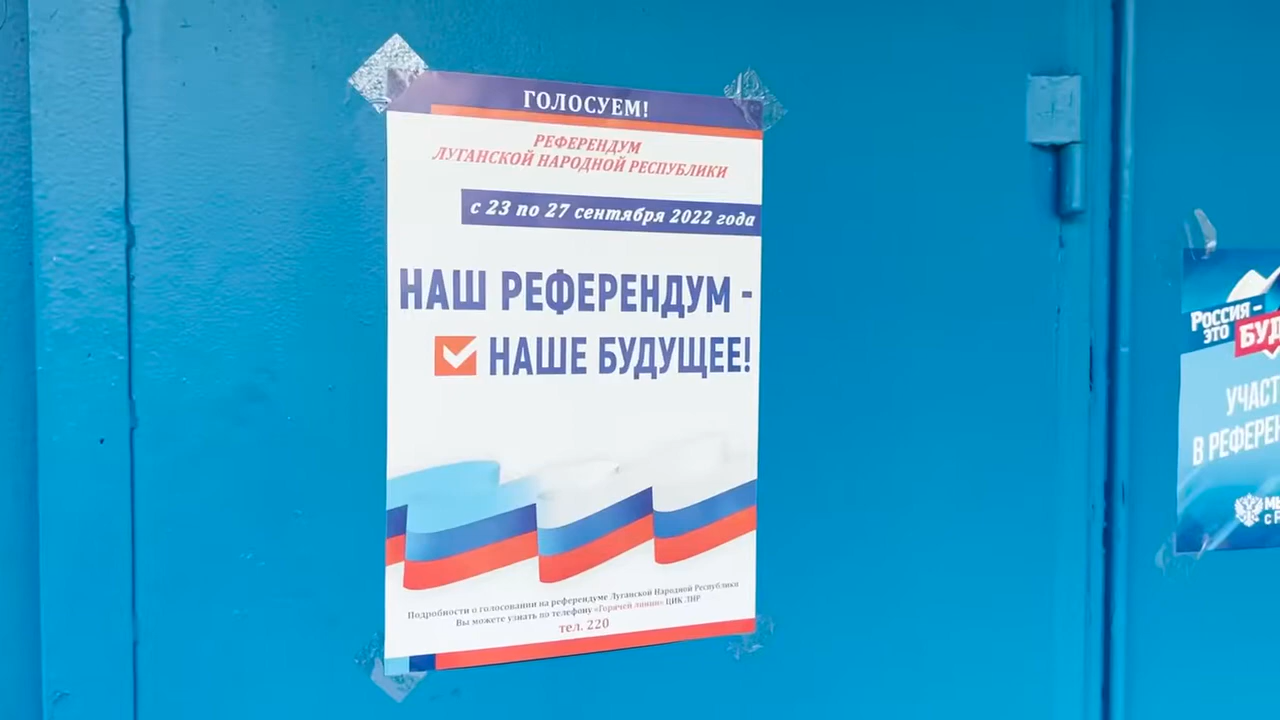 ГОЛОСУЕМ!
РЕФЕРЕНДУМ
ЛУГАНСКОЙ НАРОДНОЙ РЕСПУБЛИКИ
с 23 по 27 сентября 2022 года
НАШ РЕФЕРЕНДУМ -
НАШЕ БУДУЩЕЕ!
Подробности о голосовании на референдуме Луганской Народной Республики
Вы можете узнать по телефону «Горячей линии» ЦИК ЛНР
тел. 220
РОССИЯ –
ЭТО